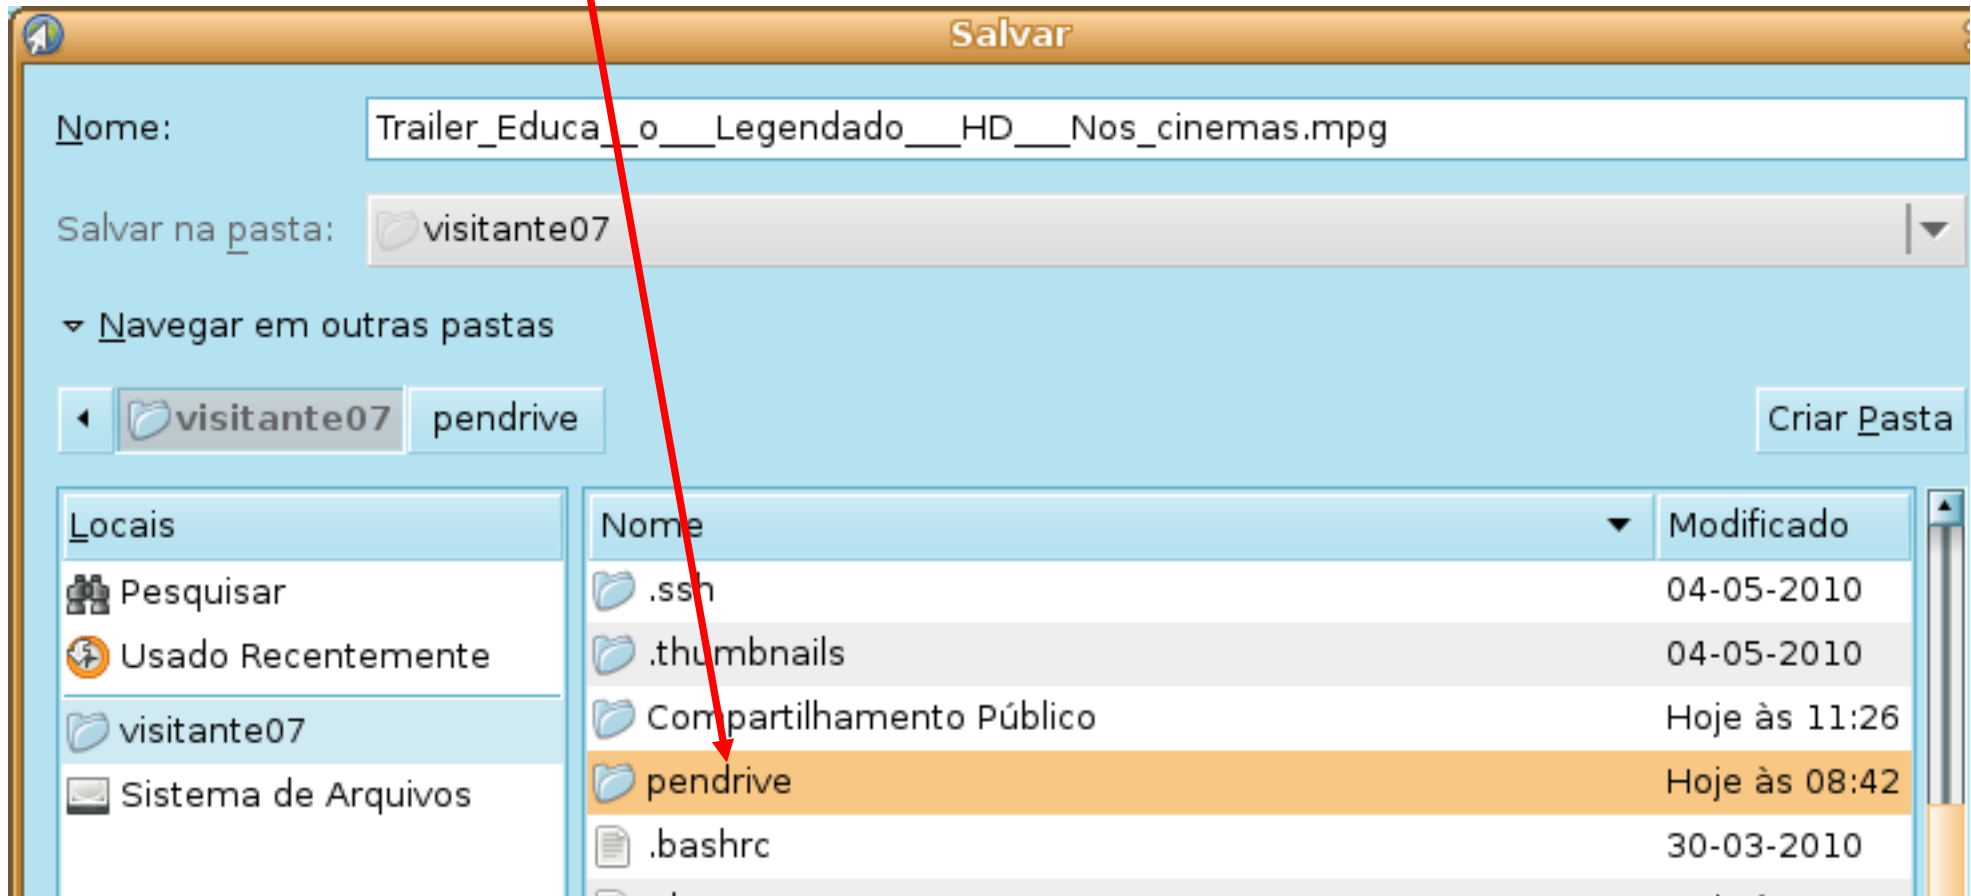 Salvar
Nome: Trailer_Educa__o___Legendado___HD___Nos_cinemas.mpg
Salvar na pasta: visitante07
Navegar em outras pastas
visitante07 pendrive Criar Pasta
Locais Nome Modificado
Pesquisar .ssh 04-05-2010
Usado Recentemente .thumbnails 04-05-2010
visitante07 Compartilhamento Público Hoje às 11:26
Sistema de Arquivos pendrive Hoje às 08:42
.bashrc 30-03-2010